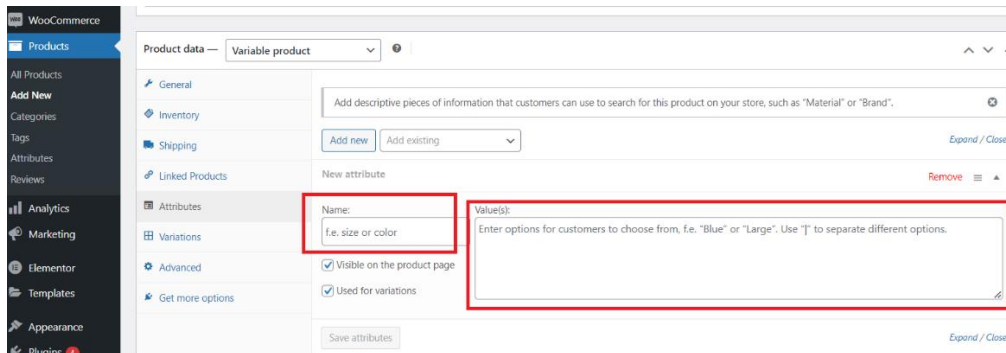 WooCommerce
Products
All Products
Add New
Categories
Tags
Attributes
Reviews
Analytics
Marketing
Elementor
Templates
Appearance
Plugins
Product data — Variable product
General
Inventory
Shipping
Linked Products
Attributes
Variations
Advanced
Get more options
Add descriptive pieces of information that customers can use to search for this product on your store, such as "Material" or "Brand".
Add new Add existing Expand / Close
New attribute Remove
Name: Value(s):
f.e. size or color Enter options for customers to choose from, f.e. "Blue" or "Large". Use "|" to separate different options.
Visible on the product page
Used for variations
Save attributes Expand / Close